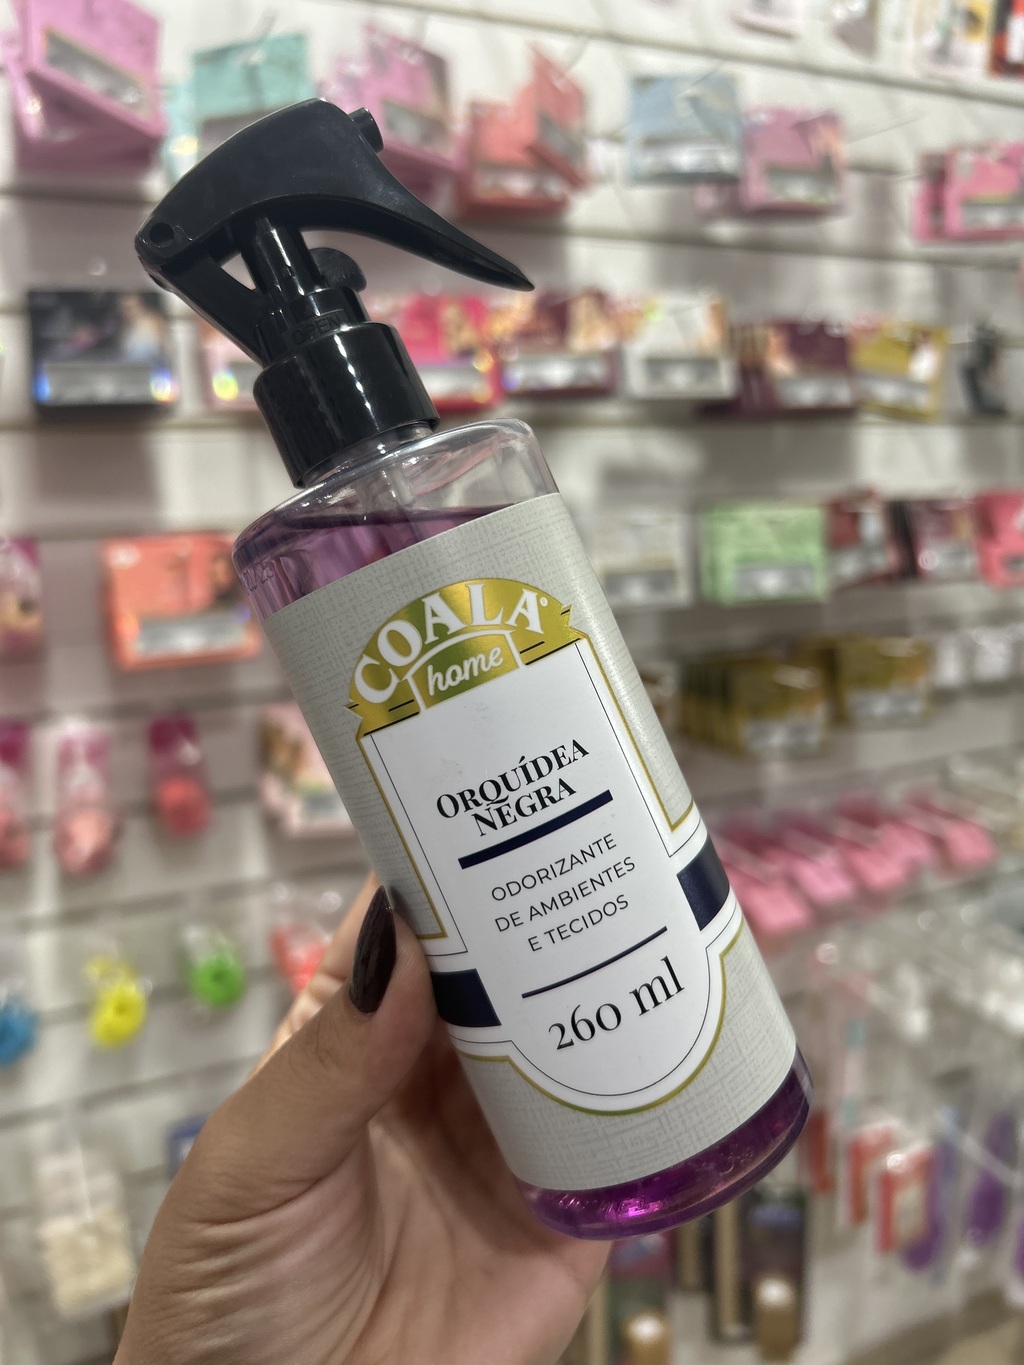 COALA®
home
ORQUÍDEA
NEGRA
ODORIZANTE
DE AMBIENTES
E TECIDOS
260 ml